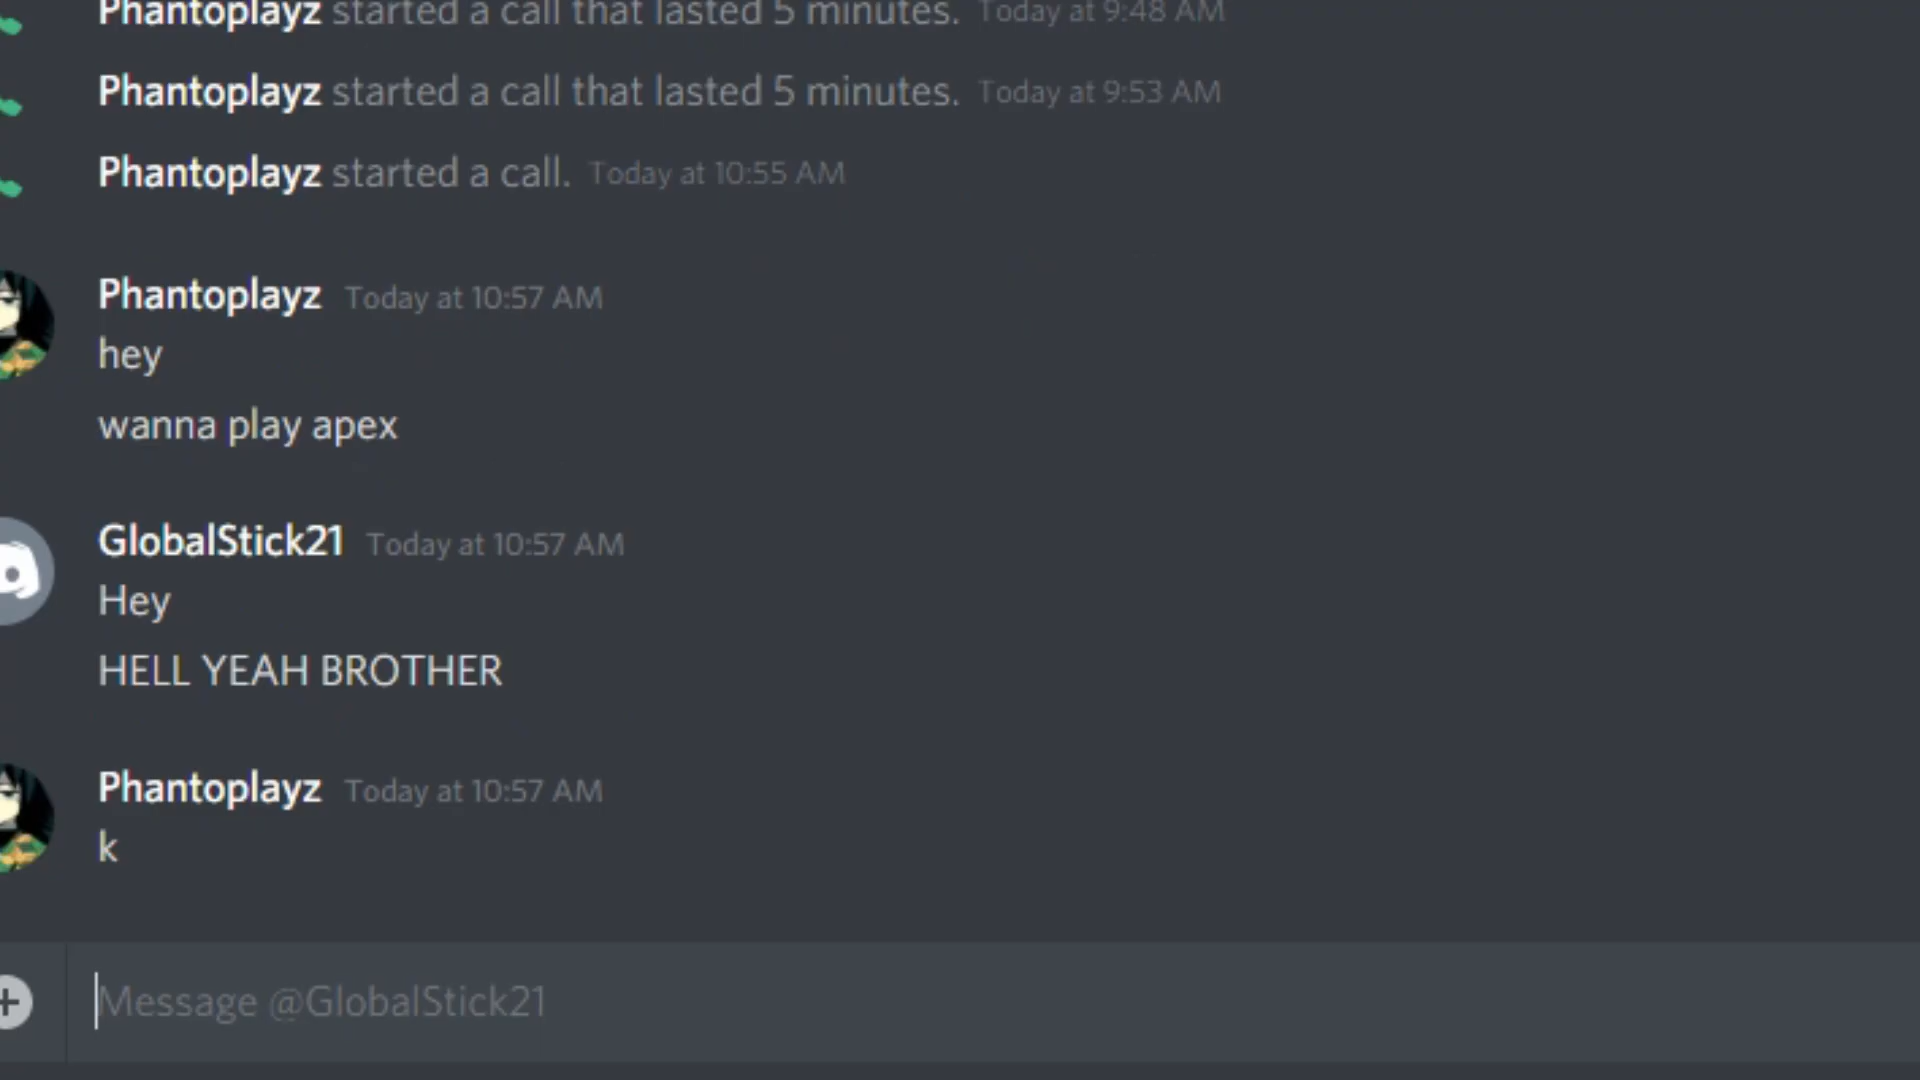 Phantoplayz started a call that lasted 5 minutes. Today at 9:48 AM
Phantoplayz started a call that lasted 5 minutes. Today at 9:53 AM
Phantoplayz started a call. Today at 10:55 AM
Phantoplayz Today at 10:57 AM
hey
wanna play apex
GlobalStick21 Today at 10:57 AM
Hey
HELL YEAH BROTHER
Phantoplayz Today at 10:57 AM
k
Message @GlobalStick21